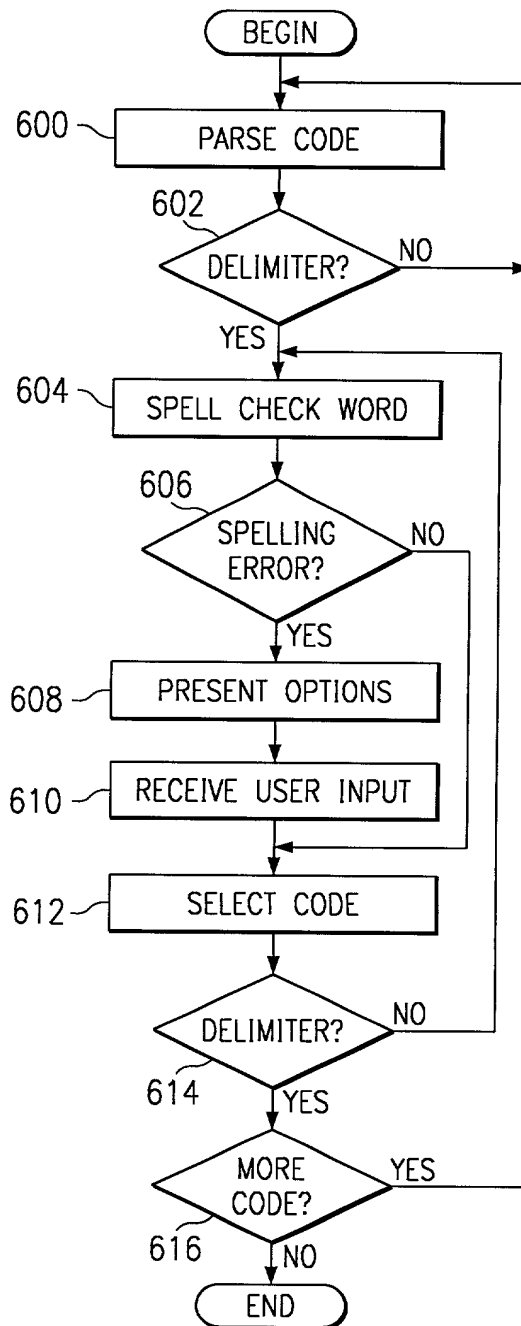 BEGIN
600
PARSE CODE
602
DELIMITER?
NO
YES
604
SPELL CHECK WORD
606
SPELLING
ERROR?
NO
YES
608
PRESENT OPTIONS
610
RECEIVE USER INPUT
612
SELECT CODE
DELIMITER?
NO
614
YES
MORE
CODE?
YES
616
NO
END